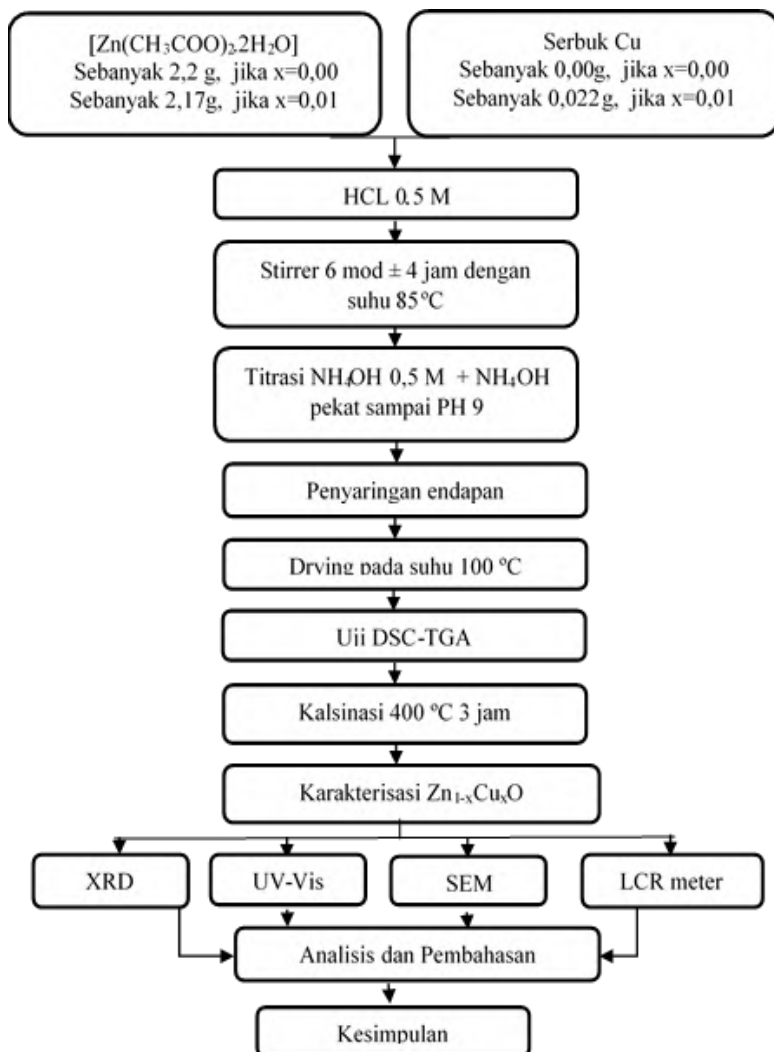 [Zn(CH₃COO)₂.2H₂O]
Sebanyak 2,2 g, jika x=0,00
Sebanyak 2,17g, jika x=0,01
Serbuk Cu
Sebanyak 0,00g, jika x=0,00
Sebanyak 0,022g, jika x=0,01
HCL 0.5 M
Stirrer 6 mod ± 4 jam dengan
suhu 85°C
Titrasi NH₄OH 0,5 M + NH₄OH
pekat sampai PH 9
Penyaringan endapan
Drying pada suhu 100 °C
Uji DSC-TGA
Kalsinasi 400 °C 3 jam
Karakterisasi Zn₁₋ₓCuₓO
XRD
UV-Vis
SEM
LCR meter
Analisis dan Pembahasan
Kesimpulan